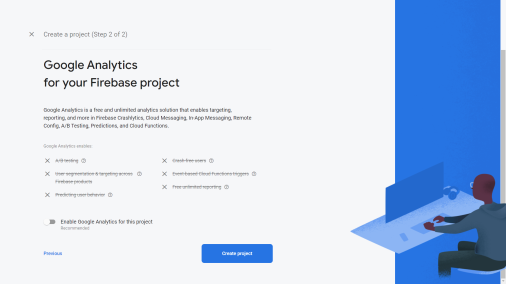 Create a project (Step 2 of 2)
Google Analytics
for your Firebase project
Google Analytics is a free and unlimited analytics solution that enables targeting,
reporting, and more in Firebase Crashlytics, Cloud Messaging, In-App Messaging, Remote
Config, A/B Testing, Predictions, and Cloud Functions.
Google Analytics enables:
A/B testing
Crash-free users
User segmentation & targeting across
Firebase products
Event-based Cloud Functions triggers
Free unlimited reporting
Predicting user behavior
Enable Google Analytics for this project
Recommended
Previous
Create project